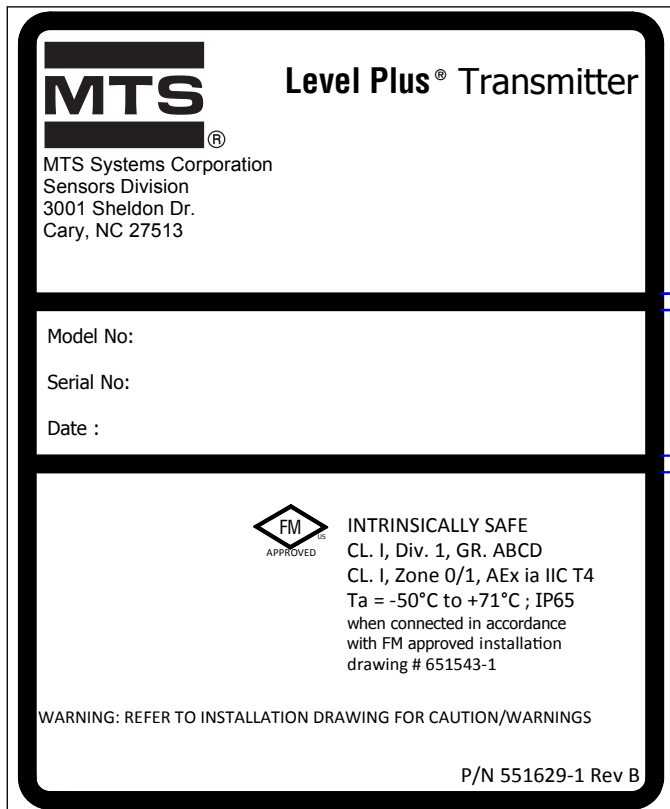 MTS®
Level Plus® Transmitter
MTS Systems Corporation
Sensors Division
3001 Sheldon Dr.
Cary, NC 27513
Model No:
Serial No:
Date :
FM
US
APPROVED
INTRINSICALLY SAFE
CL. I, Div. 1, GR. ABCD
CL. I, Zone 0/1, AEx ia IIC T4
Ta = -50°C to +71°C ; IP65
when connected in accordance
with FM approved installation
drawing # 651543-1
WARNING: REFER TO INSTALLATION DRAWING FOR CAUTION/WARNINGS
P/N 551629-1 Rev B